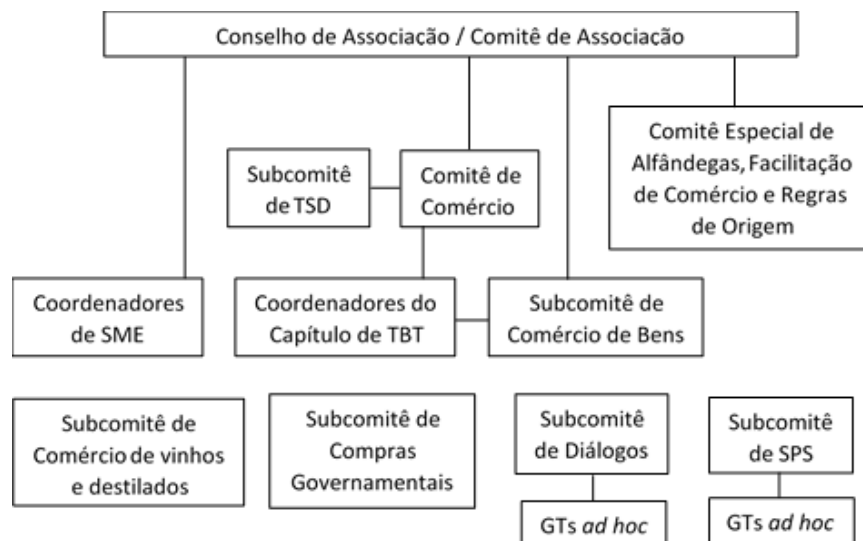 Conselho de Associação / Comitê de Associação
Subcomitê
de TSD
Comitê de
Comércio
Comitê Especial de
Alfândegas, Facilitação
de Comércio e Regras
de Origem
Coordenadores
de SME
Coordenadores do
Capítulo de TBT
Subcomitê de
Comércio de Bens
Subcomitê de
Comércio de vinhos
e destilados
Subcomitê de
Compras
Governamentais
Subcomitê
de Diálogos
GTs ad hoc
Subcomitê
de SPS
GTs ad hoc